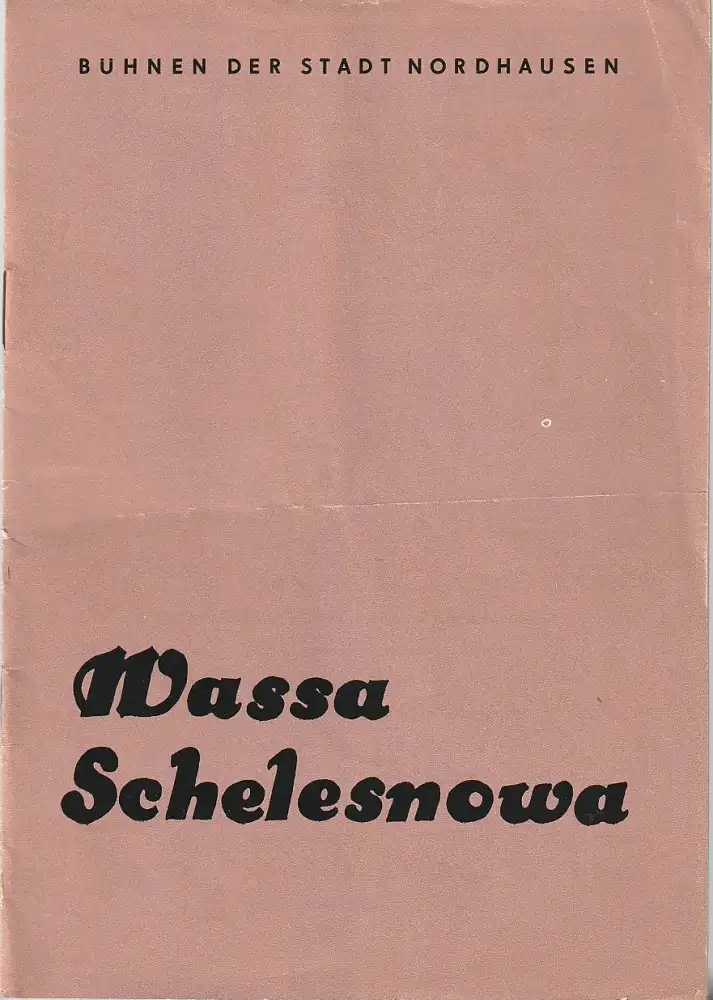 BÜHNEN DER STADT NORDHAUSEN
Wassa
Schelesnowa